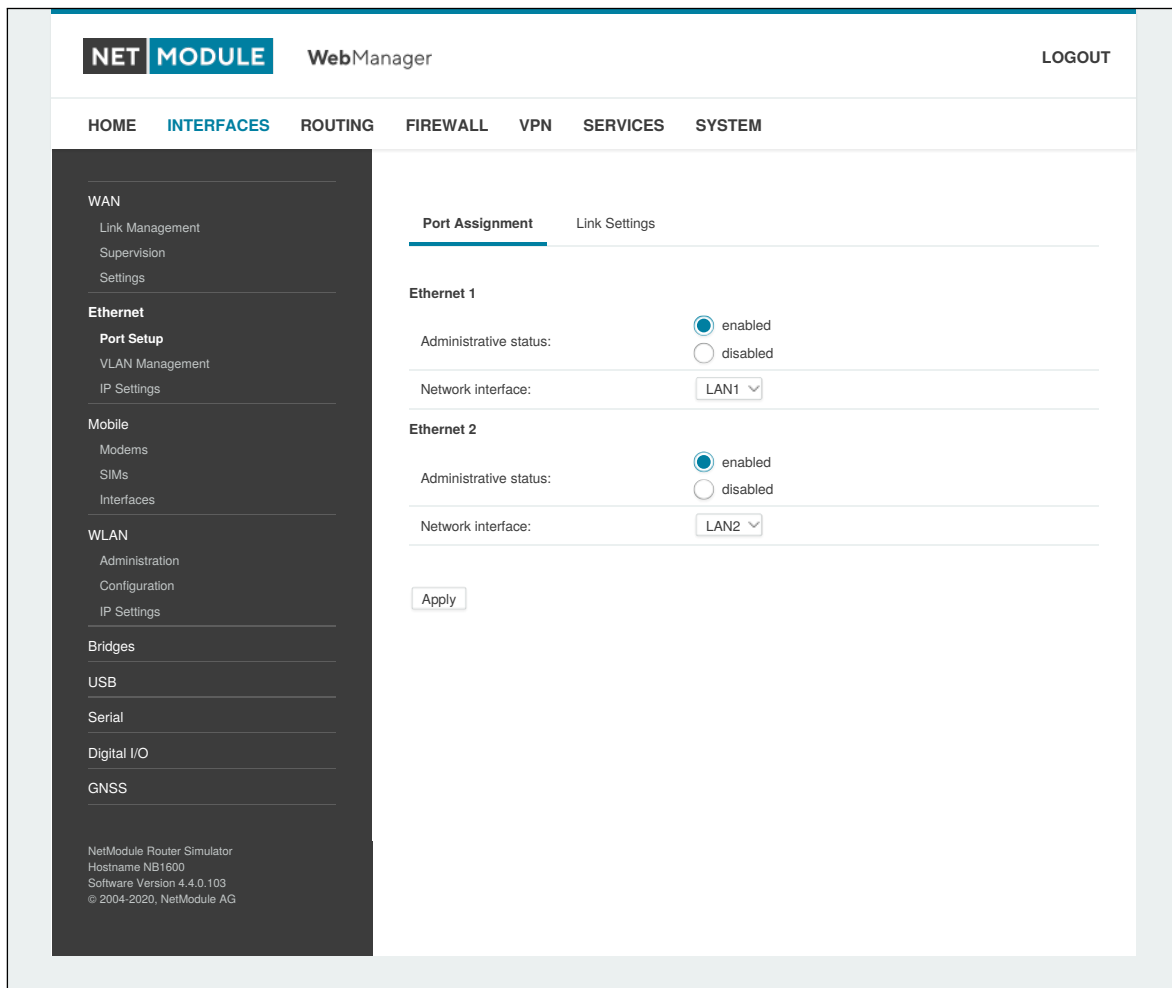 NET MODULE WebManager LOGOUT
HOME INTERFACES ROUTING FIREWALL VPN SERVICES SYSTEM
WAN
Link Management
Supervision
Settings
Ethernet
Port Setup
VLAN Management
IP Settings
Mobile
Modems
SIMs
Interfaces
WLAN
Administration
Configuration
IP Settings
Bridges
USB
Serial
Digital I/O
GNSS
NetModule Router Simulator
Hostname NB1600
Software Version 4.4.0.103
© 2004-2020, NetModule AG
Port Assignment Link Settings
Ethernet 1
Administrative status:
enabled
disabled
Network interface: LAN1
Ethernet 2
Administrative status:
enabled
disabled
Network interface: LAN2
Apply